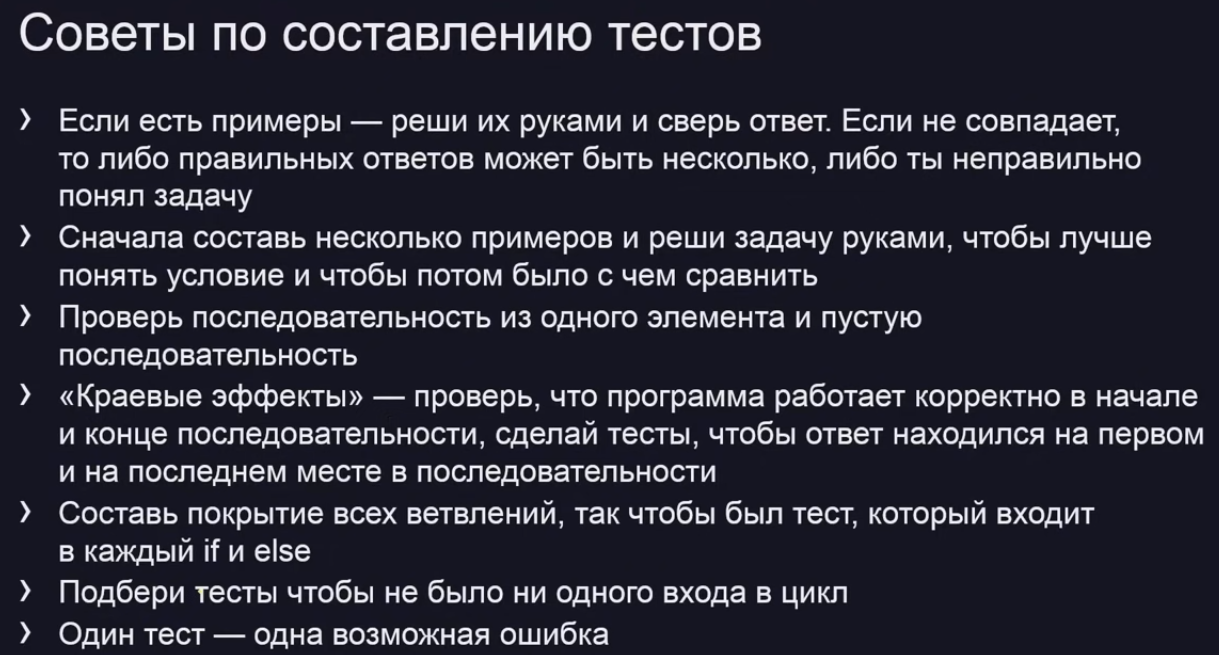 Советы по составлению тестов
› Если есть примеры — реши их руками и сверь ответ. Если не совпадает,
то либо правильных ответов может быть несколько, либо ты неправильно
понял задачу
› Сначала составь несколько примеров и реши задачу руками, чтобы лучше
понять условие и чтобы потом было с чем сравнить
› Проверь последовательность из одного элемента и пустую
последовательность
› «Краевые эффекты» — проверь, что программа работает корректно в начале
и конце последовательности, сделай тесты, чтобы ответ находился на первом
и на последнем месте в последовательности
› Составь покрытие всех ветвлений, так чтобы был тест, который входит
в каждый if и else
› Подбери тесты чтобы не было ни одного входа в цикл
› Один тест — одна возможная ошибка